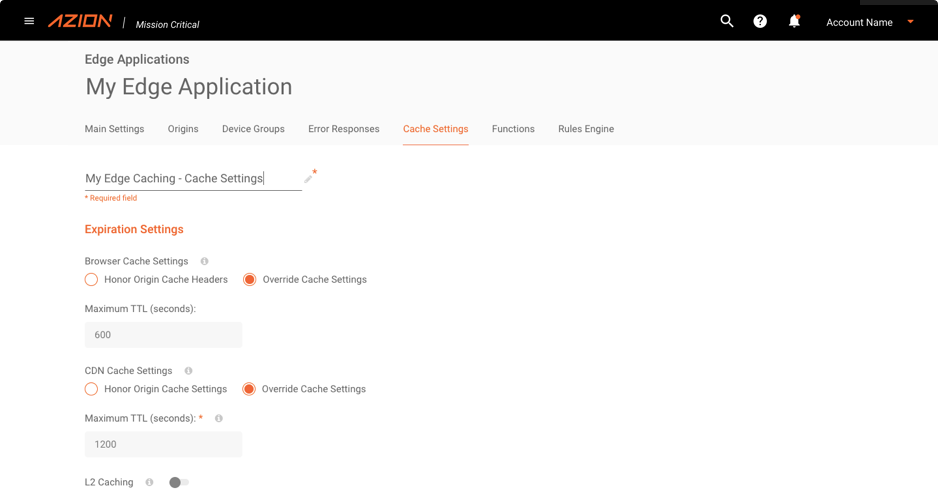 AZION | Mission Critical
Account Name
Edge Applications
My Edge Application
Main Settings Origins Device Groups Error Responses Cache Settings Functions Rules Engine
My Edge Caching - Cache Settings *
* Required field
Expiration Settings
Browser Cache Settings
Honor Origin Cache Headers Override Cache Settings
Maximum TTL (seconds):
600
CDN Cache Settings
Honor Origin Cache Settings Override Cache Settings
Maximum TTL (seconds): *
1200
L2 Caching